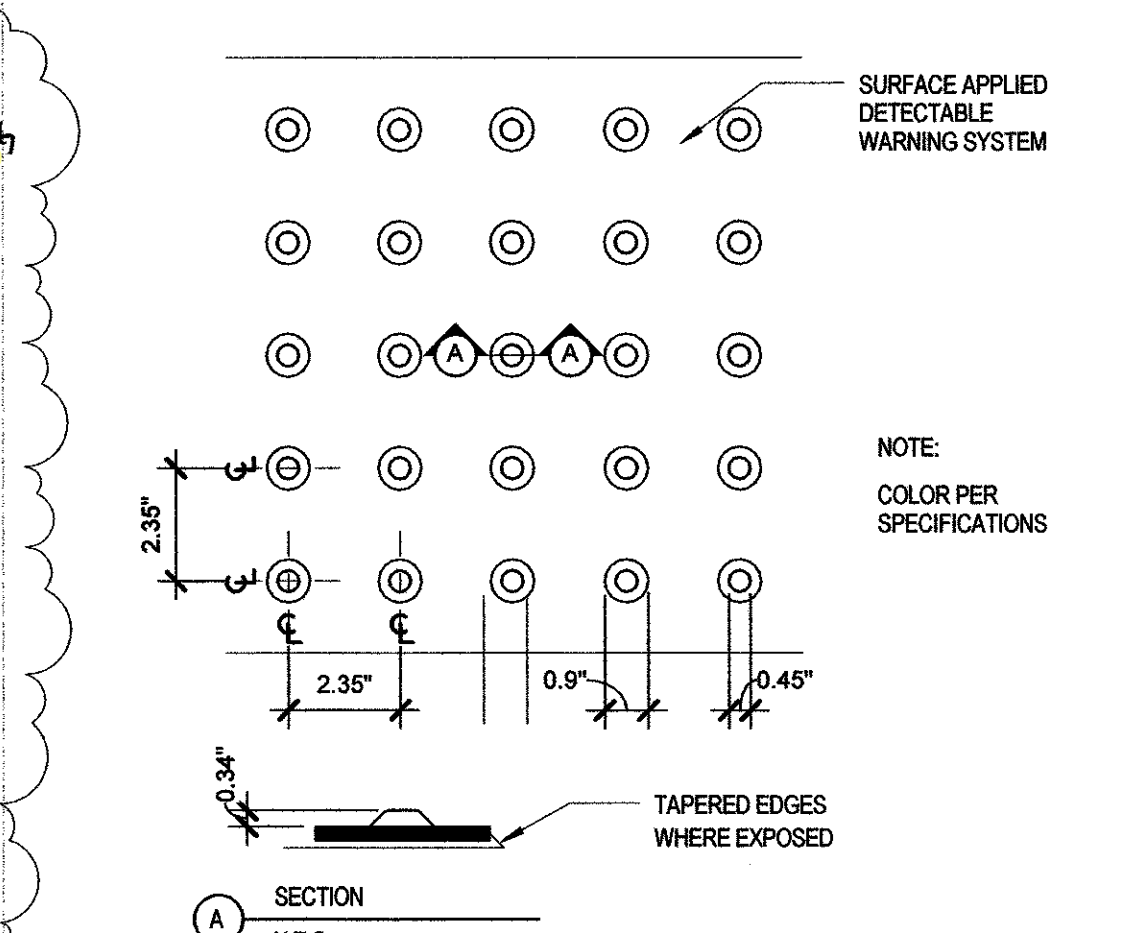 SURFACE APPLIED
DETECTABLE
WARNING SYSTEM
A A
NOTE:
COLOR PER
SPECIFICATIONS
2.35"
2.35"
0.9"
0.45"
0.34"
TAPERED EDGES
WHERE EXPOSED
SECTION
A